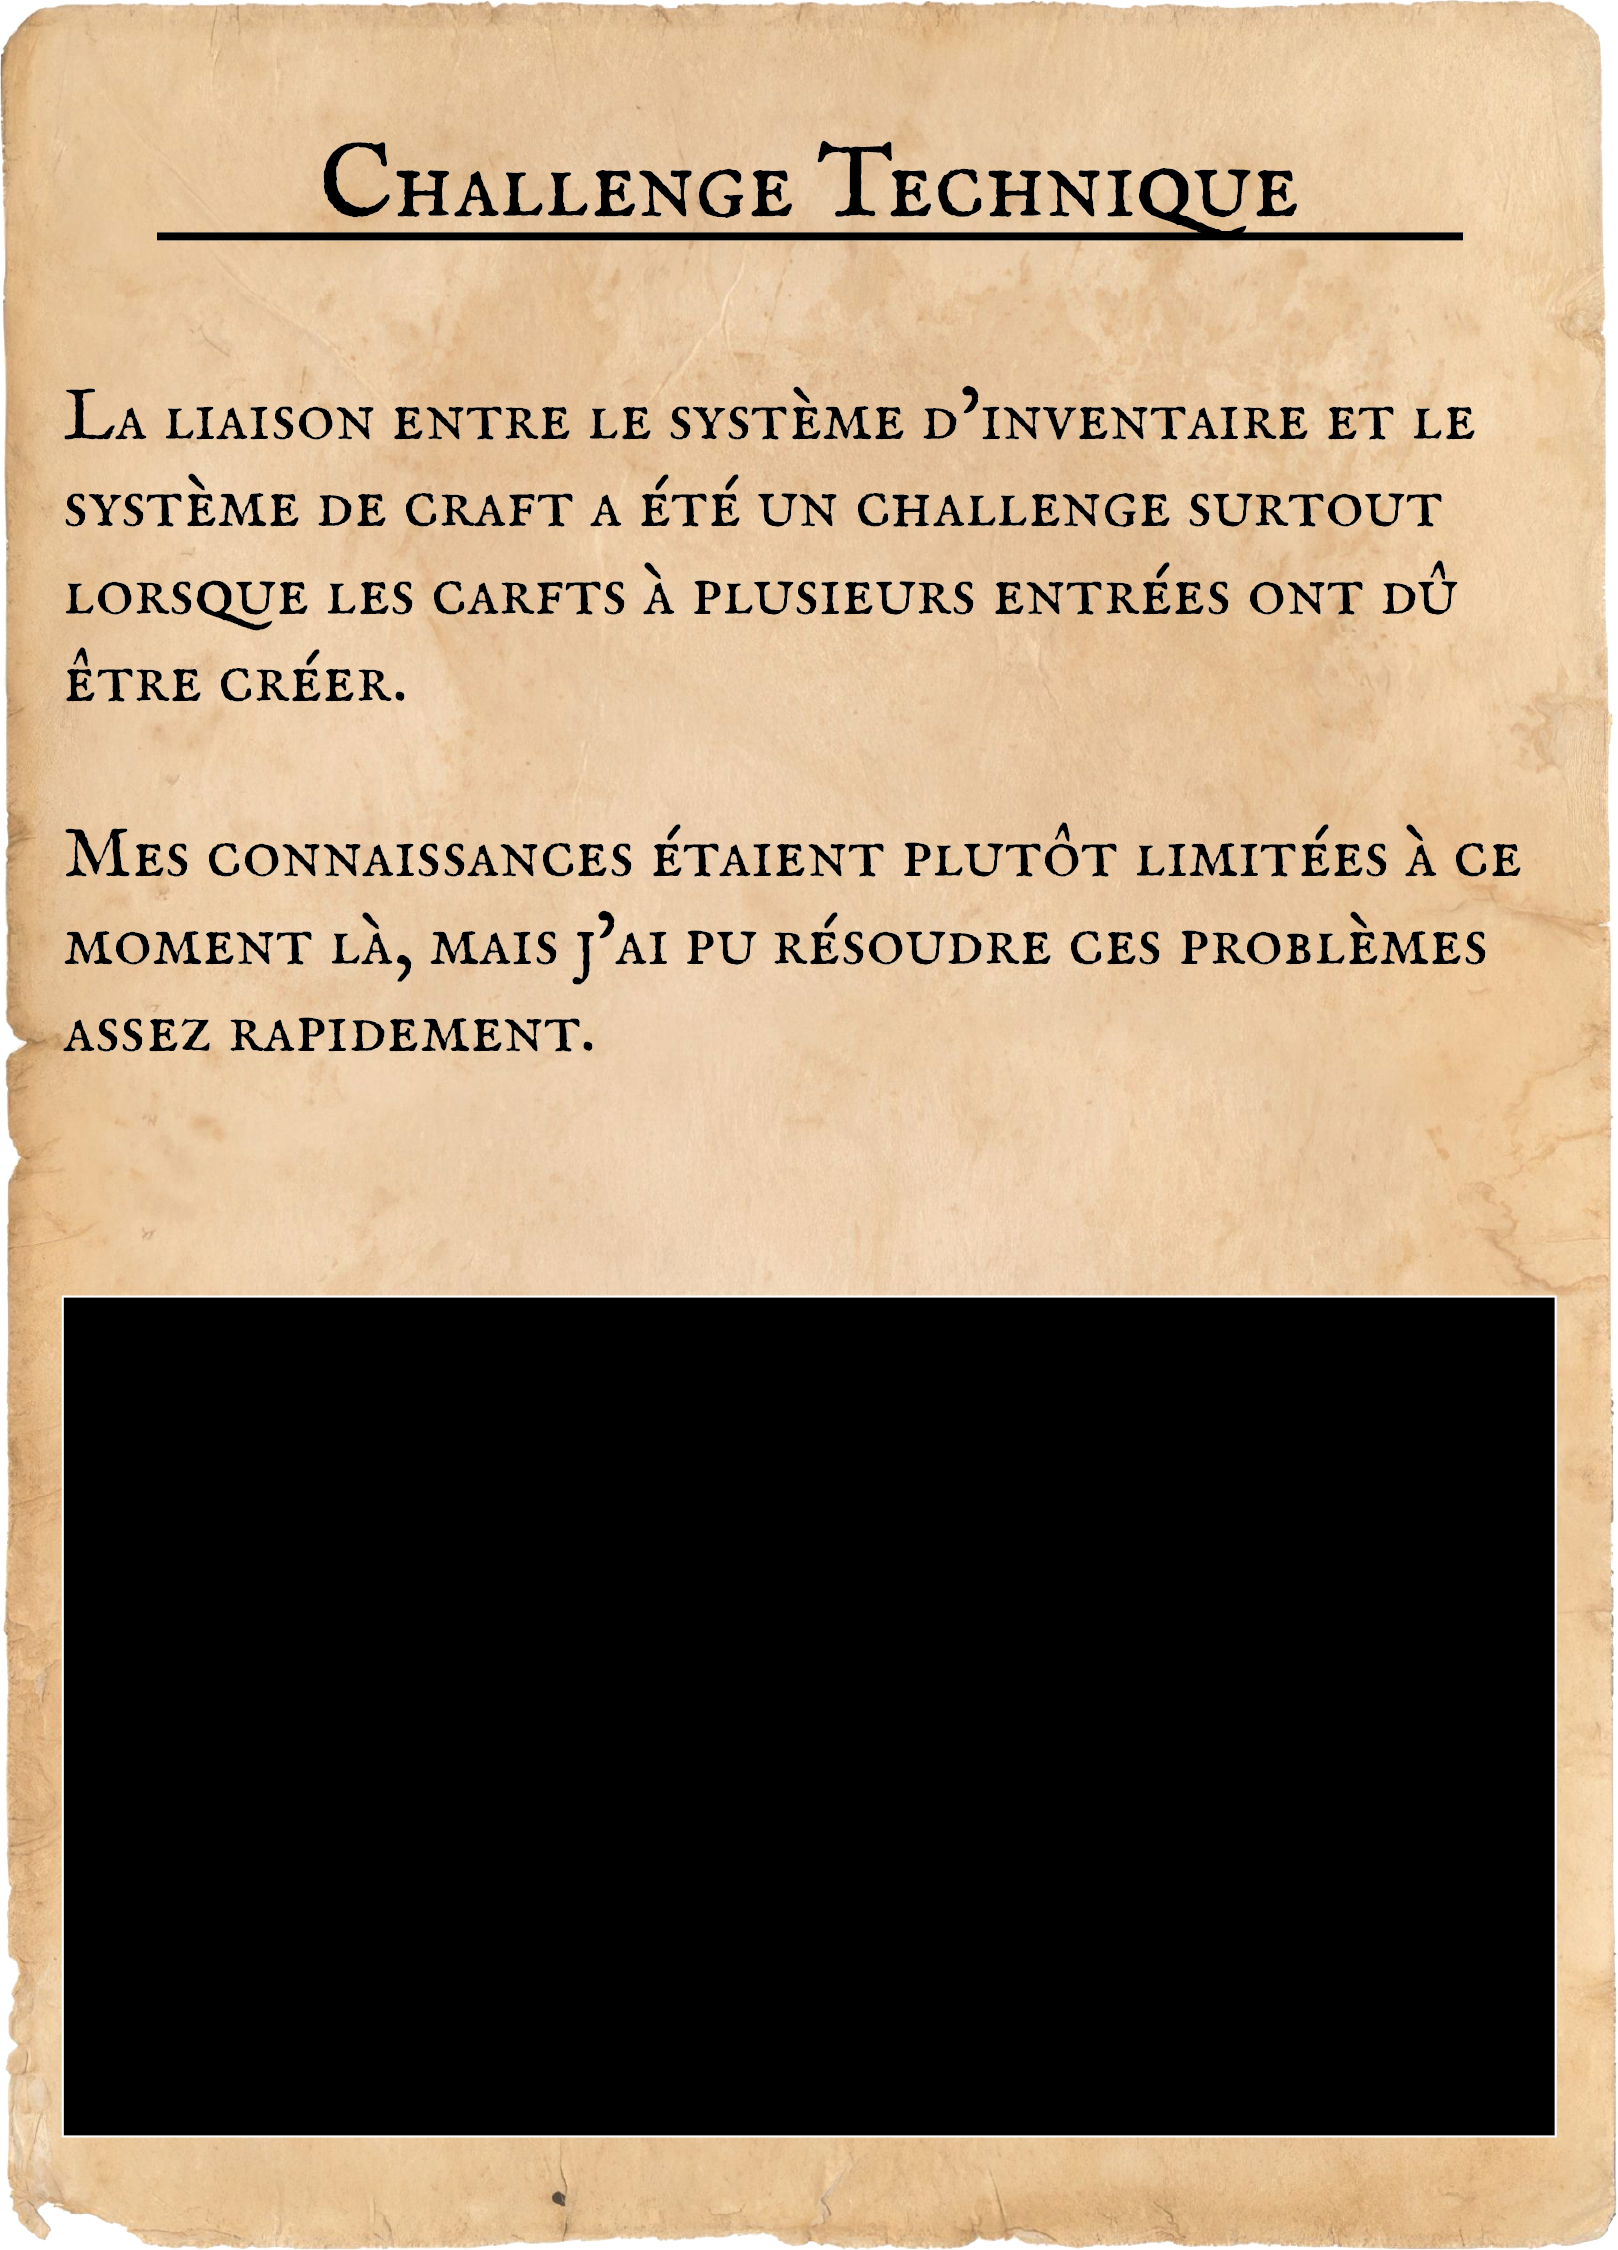 Challenge Technique
La liaison entre le système d’inventaire et le
système de craft a été un challenge surtout
lorsque les carfts à plusieurs entrées ont dû
être créer.
Mes connaissances étaient plutôt limitées à ce
moment là, mais j’ai pu résoudre ces problèmes
assez rapidement.